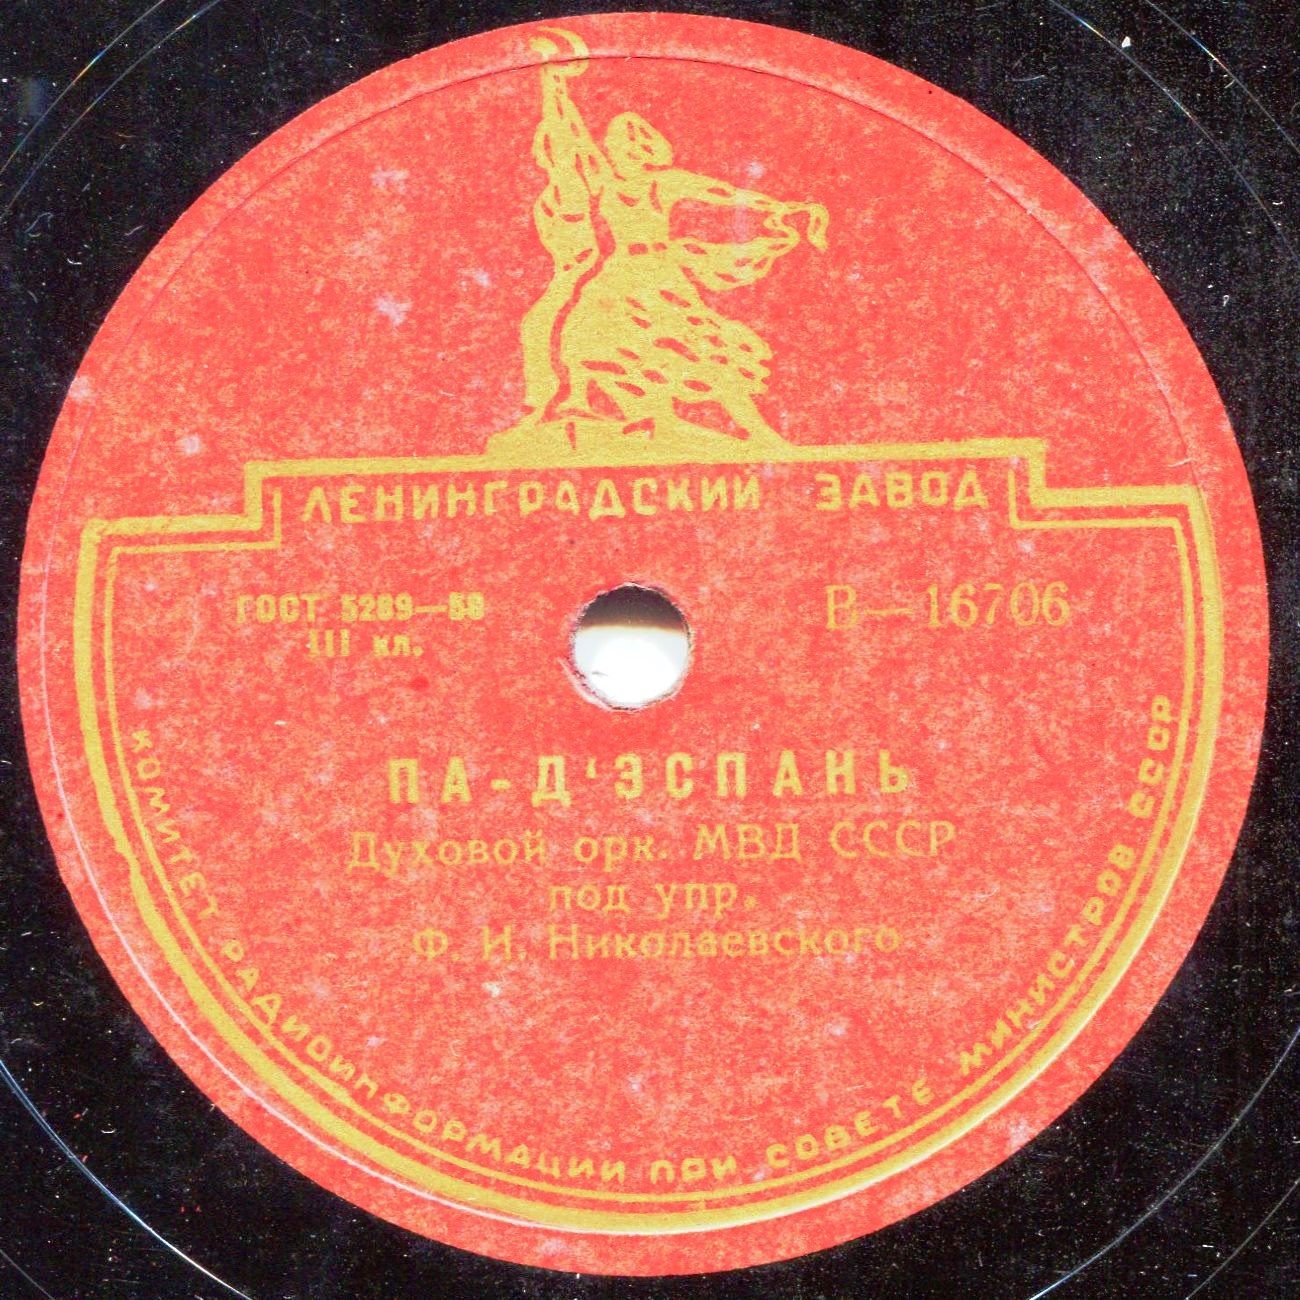 ЛЕНИНГРАДСКИЙ ЗАВОД
ГОСТ 5289—56
III кл.
В—16706
ПА-Д'ЭСПАНЬ
Духовой орк. МВД СССР
под упр.
Ф. И. Николаевского
КОМИТЕТ РАДИОИНФОРМАЦИИ ПРИ СОВЕТЕ МИНИСТРОВ СССР